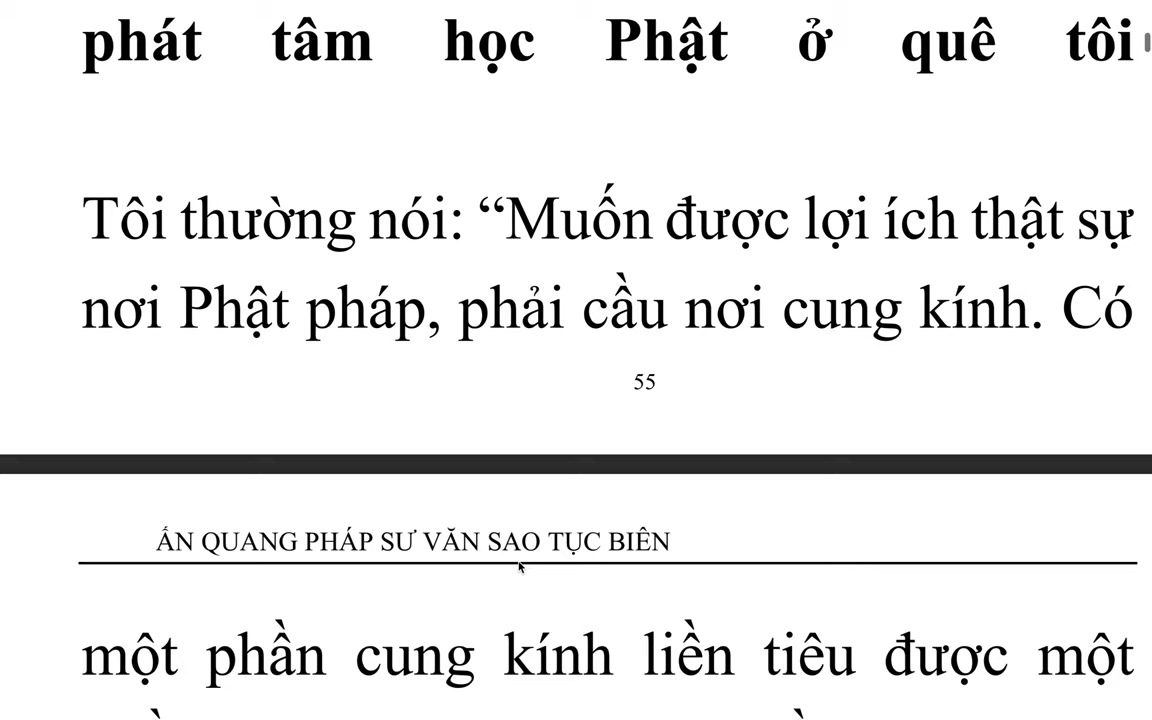 phát tâm học Phật ở quê tôi
Tôi thường nói: “Muốn được lợi ích thật sự
nơi Phật pháp, phải cầu nơi cung kính. Có
55
ẤN QUANG PHÁP SƯ VĂN SAO TỤC BIÊN
một phần cung kính liền tiêu được một